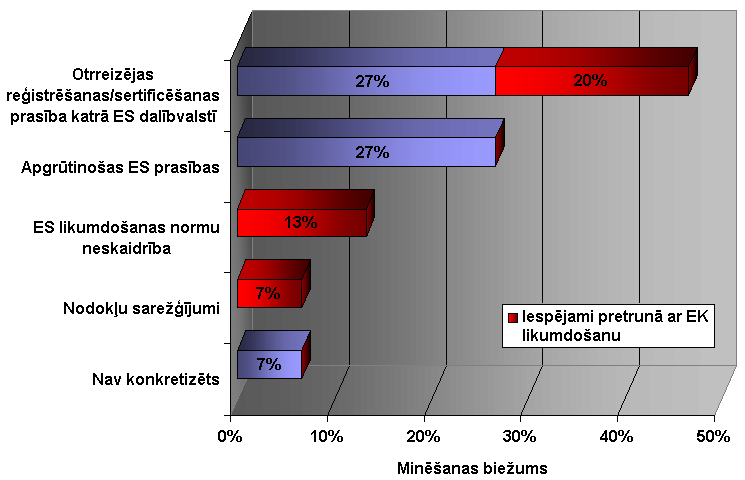 Otrreizējas
reģistrēšanas/sertificēšanas
prasība katrā ES dalībvalstī
27%
20%
Apgrūtinošas ES prasības
27%
ES likumdošanas normu
neskaidrība
13%
Nodokļu sarežģījumi
7%
Nav konkretizēts
7%
Iespējami pretrunā ar EK
likumdošanu
0%
10%
20%
30%
40%
50%
Minēšanas biežums